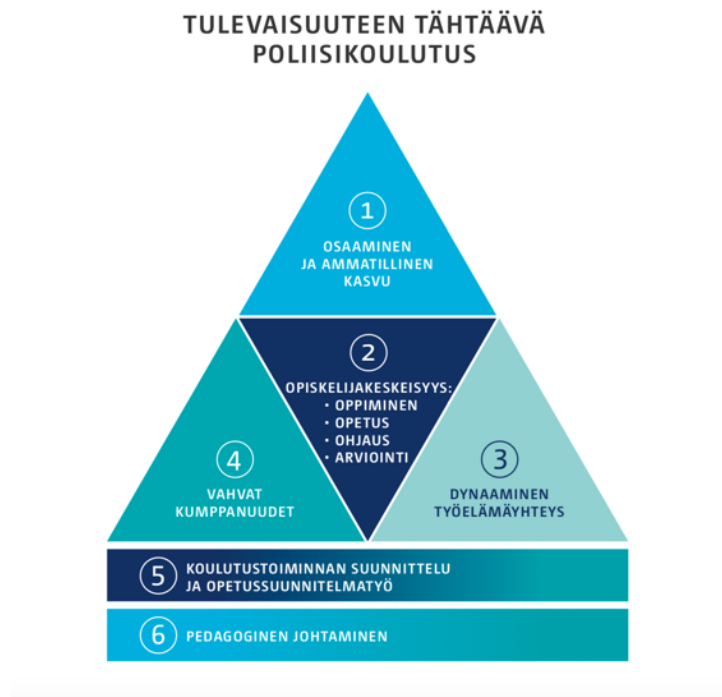 TULEVAISUUTEEN TÄHTÄÄVÄ
POLIISIKOULUTUS
1
OSAAMINEN
JA AMMATILLINEN
KASVU
2
OPISKELIJAKESKEISYYS:
• OPPIMINEN
• OPETUS
• OHJAUS
• ARVIOINTI
3
DYNAAMINEN
TYÖELÄMÄYHTEYS
4
VAHVAT
KUMPPANUUDET
5
KOULUTUSTOIMINNAN SUUNNITTELU
JA OPETUSSUUNNITELMATYÖ
6
PEDAGOGINEN JOHTAMINEN